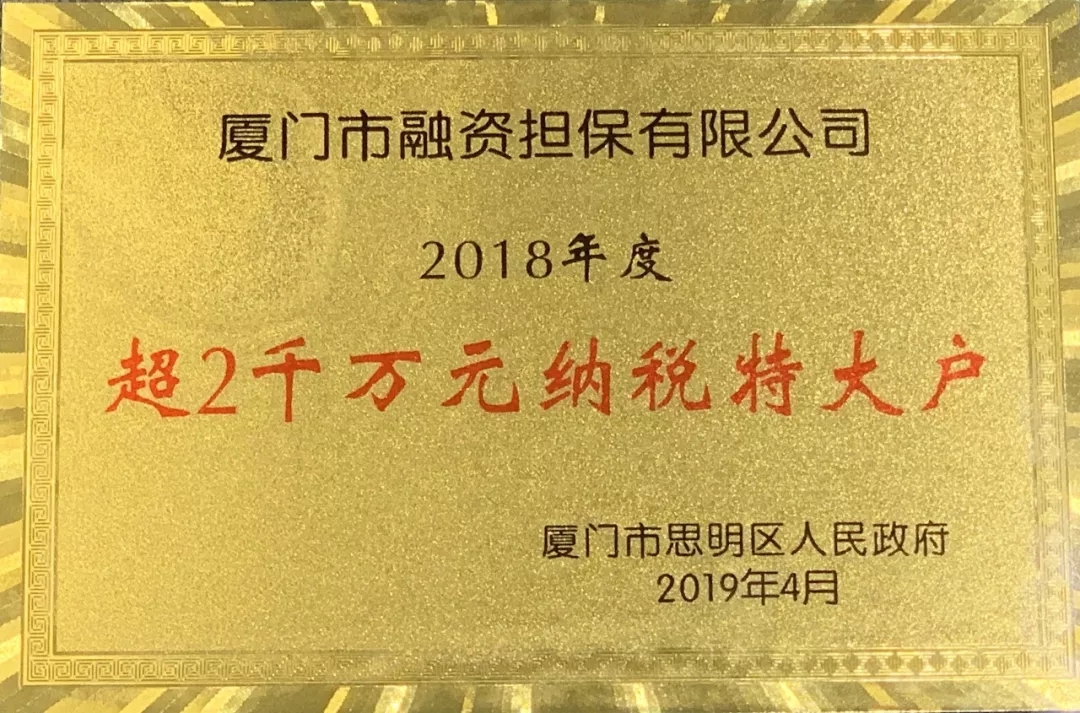 厦门市融资担保有限公司
2018年度
超2千万元纳税特大户
厦门市思明区人民政府
2019年4月